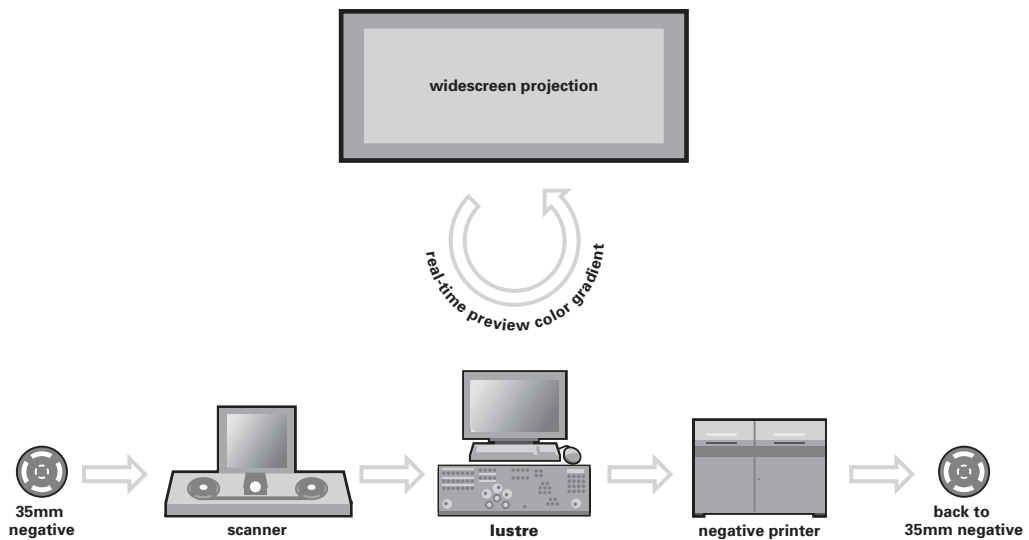 widescreen projection
real-time preview color gradient
35mm
negative
scanner
lustre
negative printer
back to
35mm negative